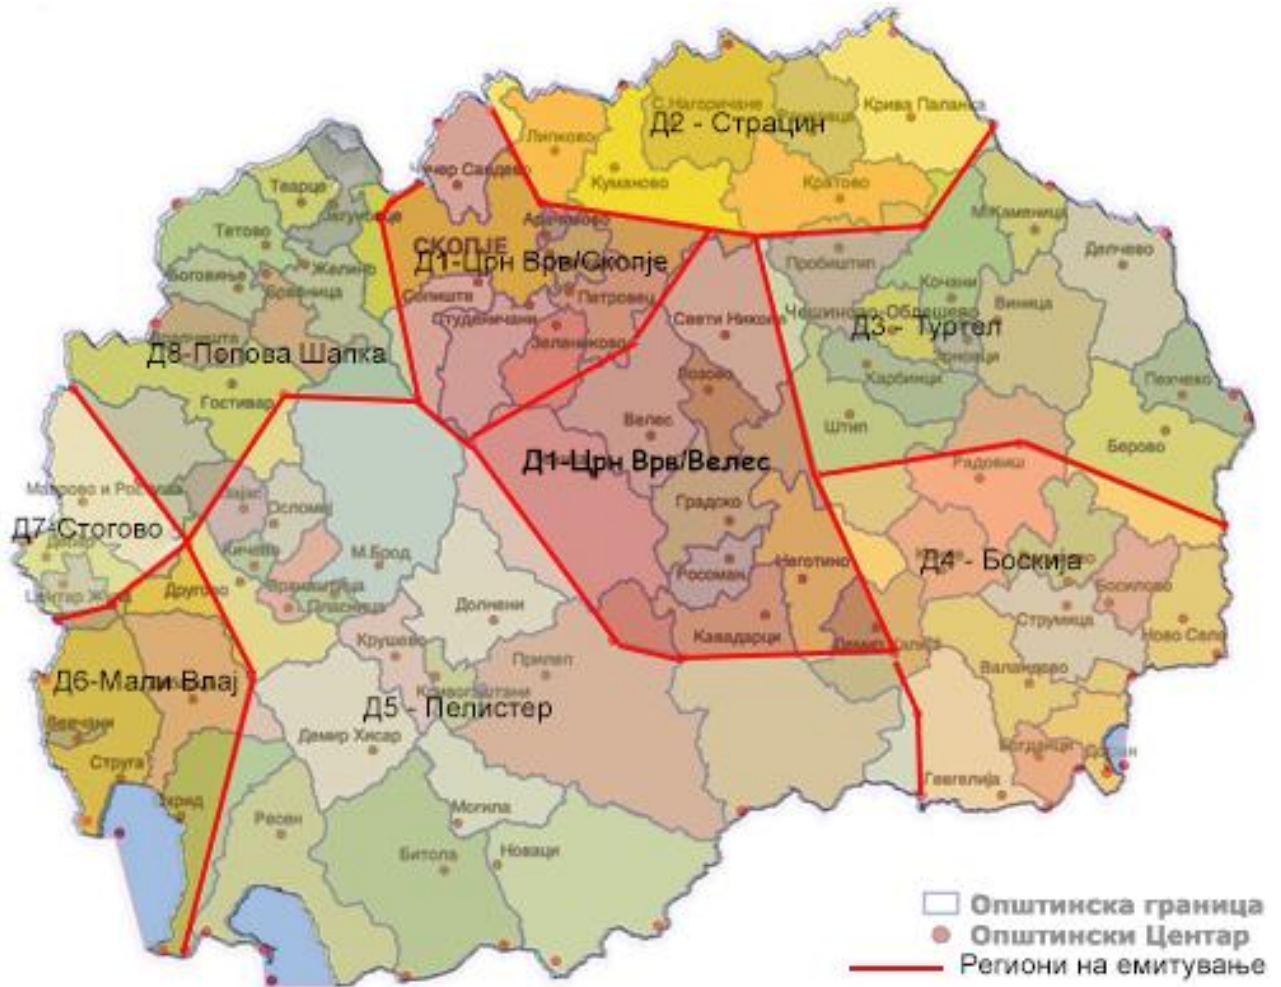 Крива Паланка
С.Нагоричане
Д2 - Страцин
Липково
Куманово
Кратово
Чучер Сандево
Теарце
Јегуновце
Арачиново
М.Каменица
Тетово
СКОПЈЕ
Делчево
Желино
Д1-Црн Врв/Скопје
Пробиштип
Боговиње
Брвеница
Сопиште
Петровец
Кочани
Виница
Студеничани
Свети Николе
Чешиново-Облешево
Д3 - Туртел
Зелениково
Д8-Попова Шапка
Лозово
Карбинци
Пехчево
Гостивар
Велес
Штип
Берово
Д1-Црн Врв/Велес
Радовиш
Маврово и Ростуша
Зајас
Осломеј
Градско
Д7-Стогово
Кичево
М.Брод
Неготино
Д4 - Боскија
Росоман
Другово
Вранештица
Пласница
Босилово
Центар Жупа
Долнени
Струмица
Крушево
Кавадарци
Ново Село
Прилеп
Валандово
Д6-Мали Влај
Кривогаштани
Д5 - Пелистер
Демир Хисар
Струга
Богданци
Гевгелија
Ресен
Могила
Битола
Новаци
Општинска граница
Општински Центар
Региони на емитување